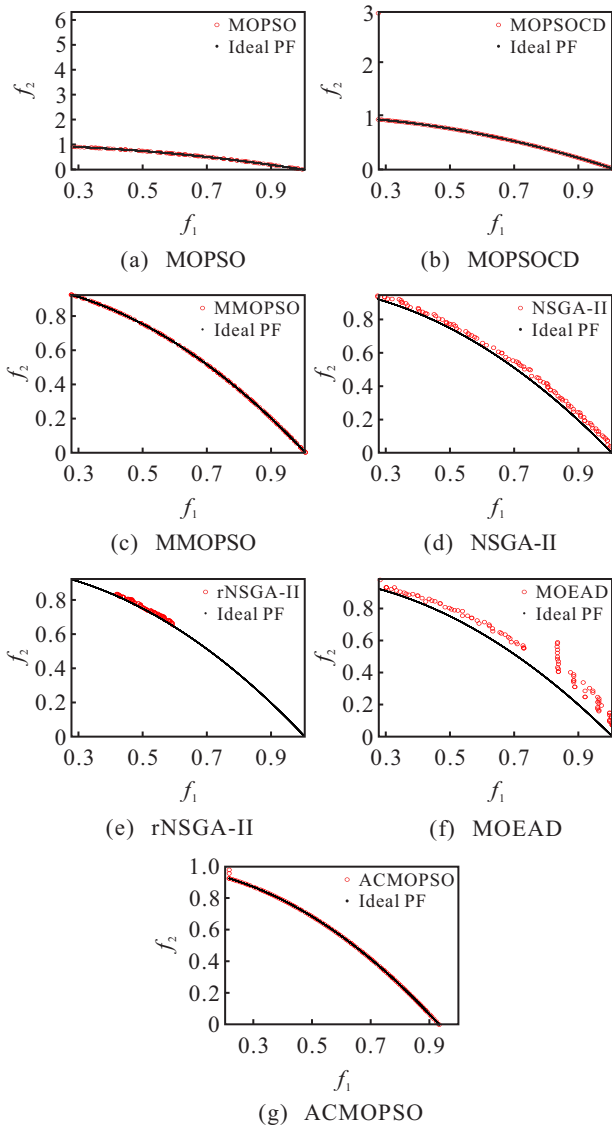 6
5
4
3
2
1
0
f2
MOPSO
Ideal PF
0.3 0.5 0.7 0.9
f1
(a) MOPSO
3
2
1
0
f2
MOPSOCD
Ideal PF
0.3 0.5 0.7 0.9
f1
(b) MOPSOCD
0.8
0.6
0.4
0.2
0
f2
MMOPSO
Ideal PF
0.3 0.5 0.7 0.9
f1
(c) MMOPSO
0.8
0.6
0.4
0.2
0
f2
NSGA-II
Ideal PF
0.3 0.5 0.7 0.9
f1
(d) NSGA-II
0.8
0.6
0.4
0.2
0
f2
rNSGA-II
Ideal PF
0.3 0.5 0.7 0.9
f1
(e) rNSGA-II
0.8
0.6
0.4
0.2
0
f2
MOEAD
Ideal PF
0.3 0.5 0.7 0.9
f1
(f) MOEAD
1.0
0.8
0.6
0.4
0.2
0
f2
ACMOPSO
Ideal PF
0.3 0.5 0.7 0.9
f1
(g) ACMOPSO